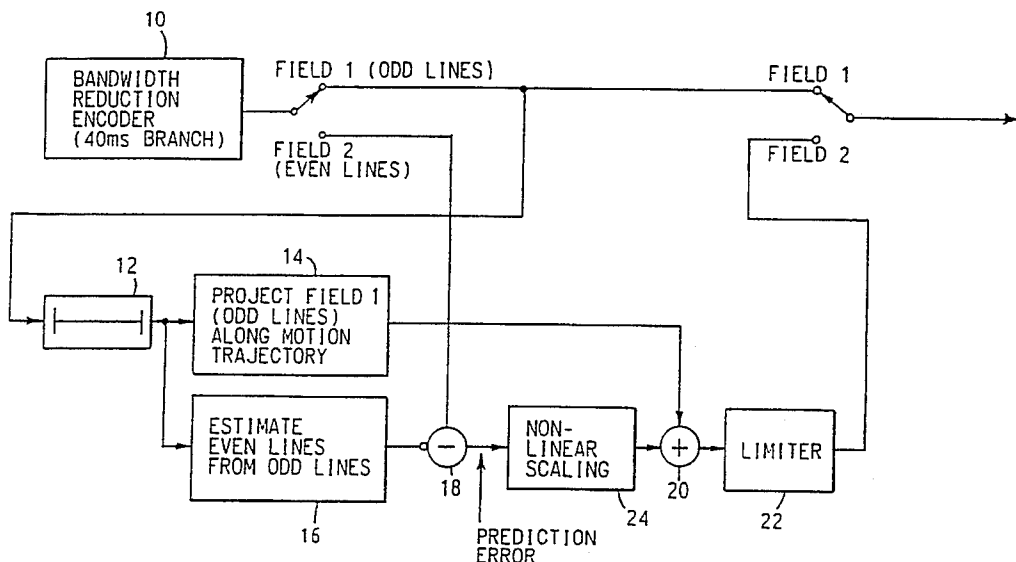 10
BANDWIDTH
REDUCTION
ENCODER
(40ms BRANCH)
FIELD 1 (ODD LINES)
FIELD 2
(EVEN LINES)
FIELD 1
FIELD 2
12
14
PROJECT FIELD 1
(ODD LINES)
ALONG MOTION
TRAJECTORY
ESTIMATE
EVEN LINES
FROM ODD LINES
16
−
18
PREDICTION
ERROR
NON-
LINEAR
SCALING
24
+
20
LIMITER
22